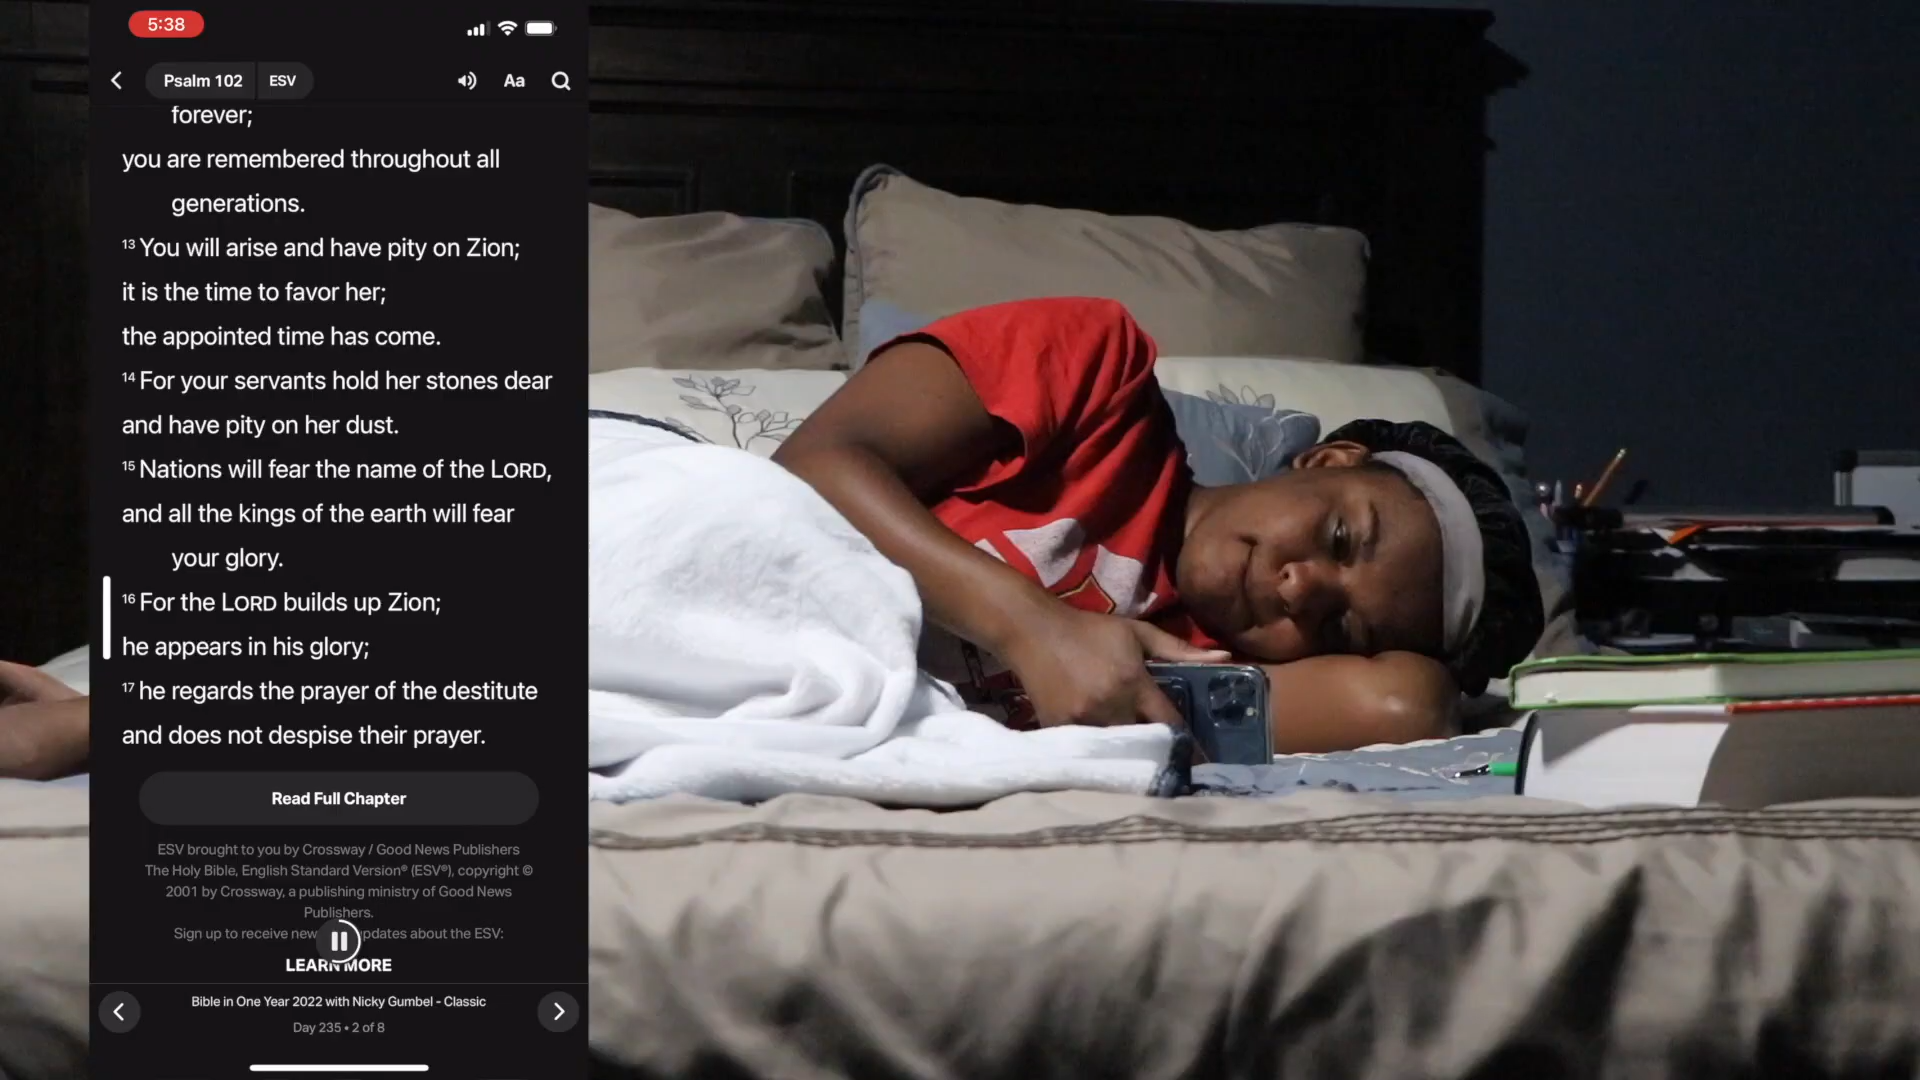 5:38
Psalm 102 ESV Aa
forever;
you are remembered throughout all
generations.
13 You will arise and have pity on Zion;
it is the time to favor her;
the appointed time has come.
14 For your servants hold her stones dear
and have pity on her dust.
15 Nations will fear the name of the LORD,
and all the kings of the earth will fear
your glory.
16 For the LORD builds up Zion;
he appears in his glory;
17 he regards the prayer of the destitute
and does not despise their prayer.
Read Full Chapter
ESV brought to you by Crossway / Good News Publishers
The Holy Bible, English Standard Version® (ESV®), copyright ©
2001 by Crossway, a publishing ministry of Good News
Publishers.
Sign up to receive new updates about the ESV:
LEARN MORE
Bible in One Year 2022 with Nicky Gumbel - Classic
Day 235 • 2 of 8